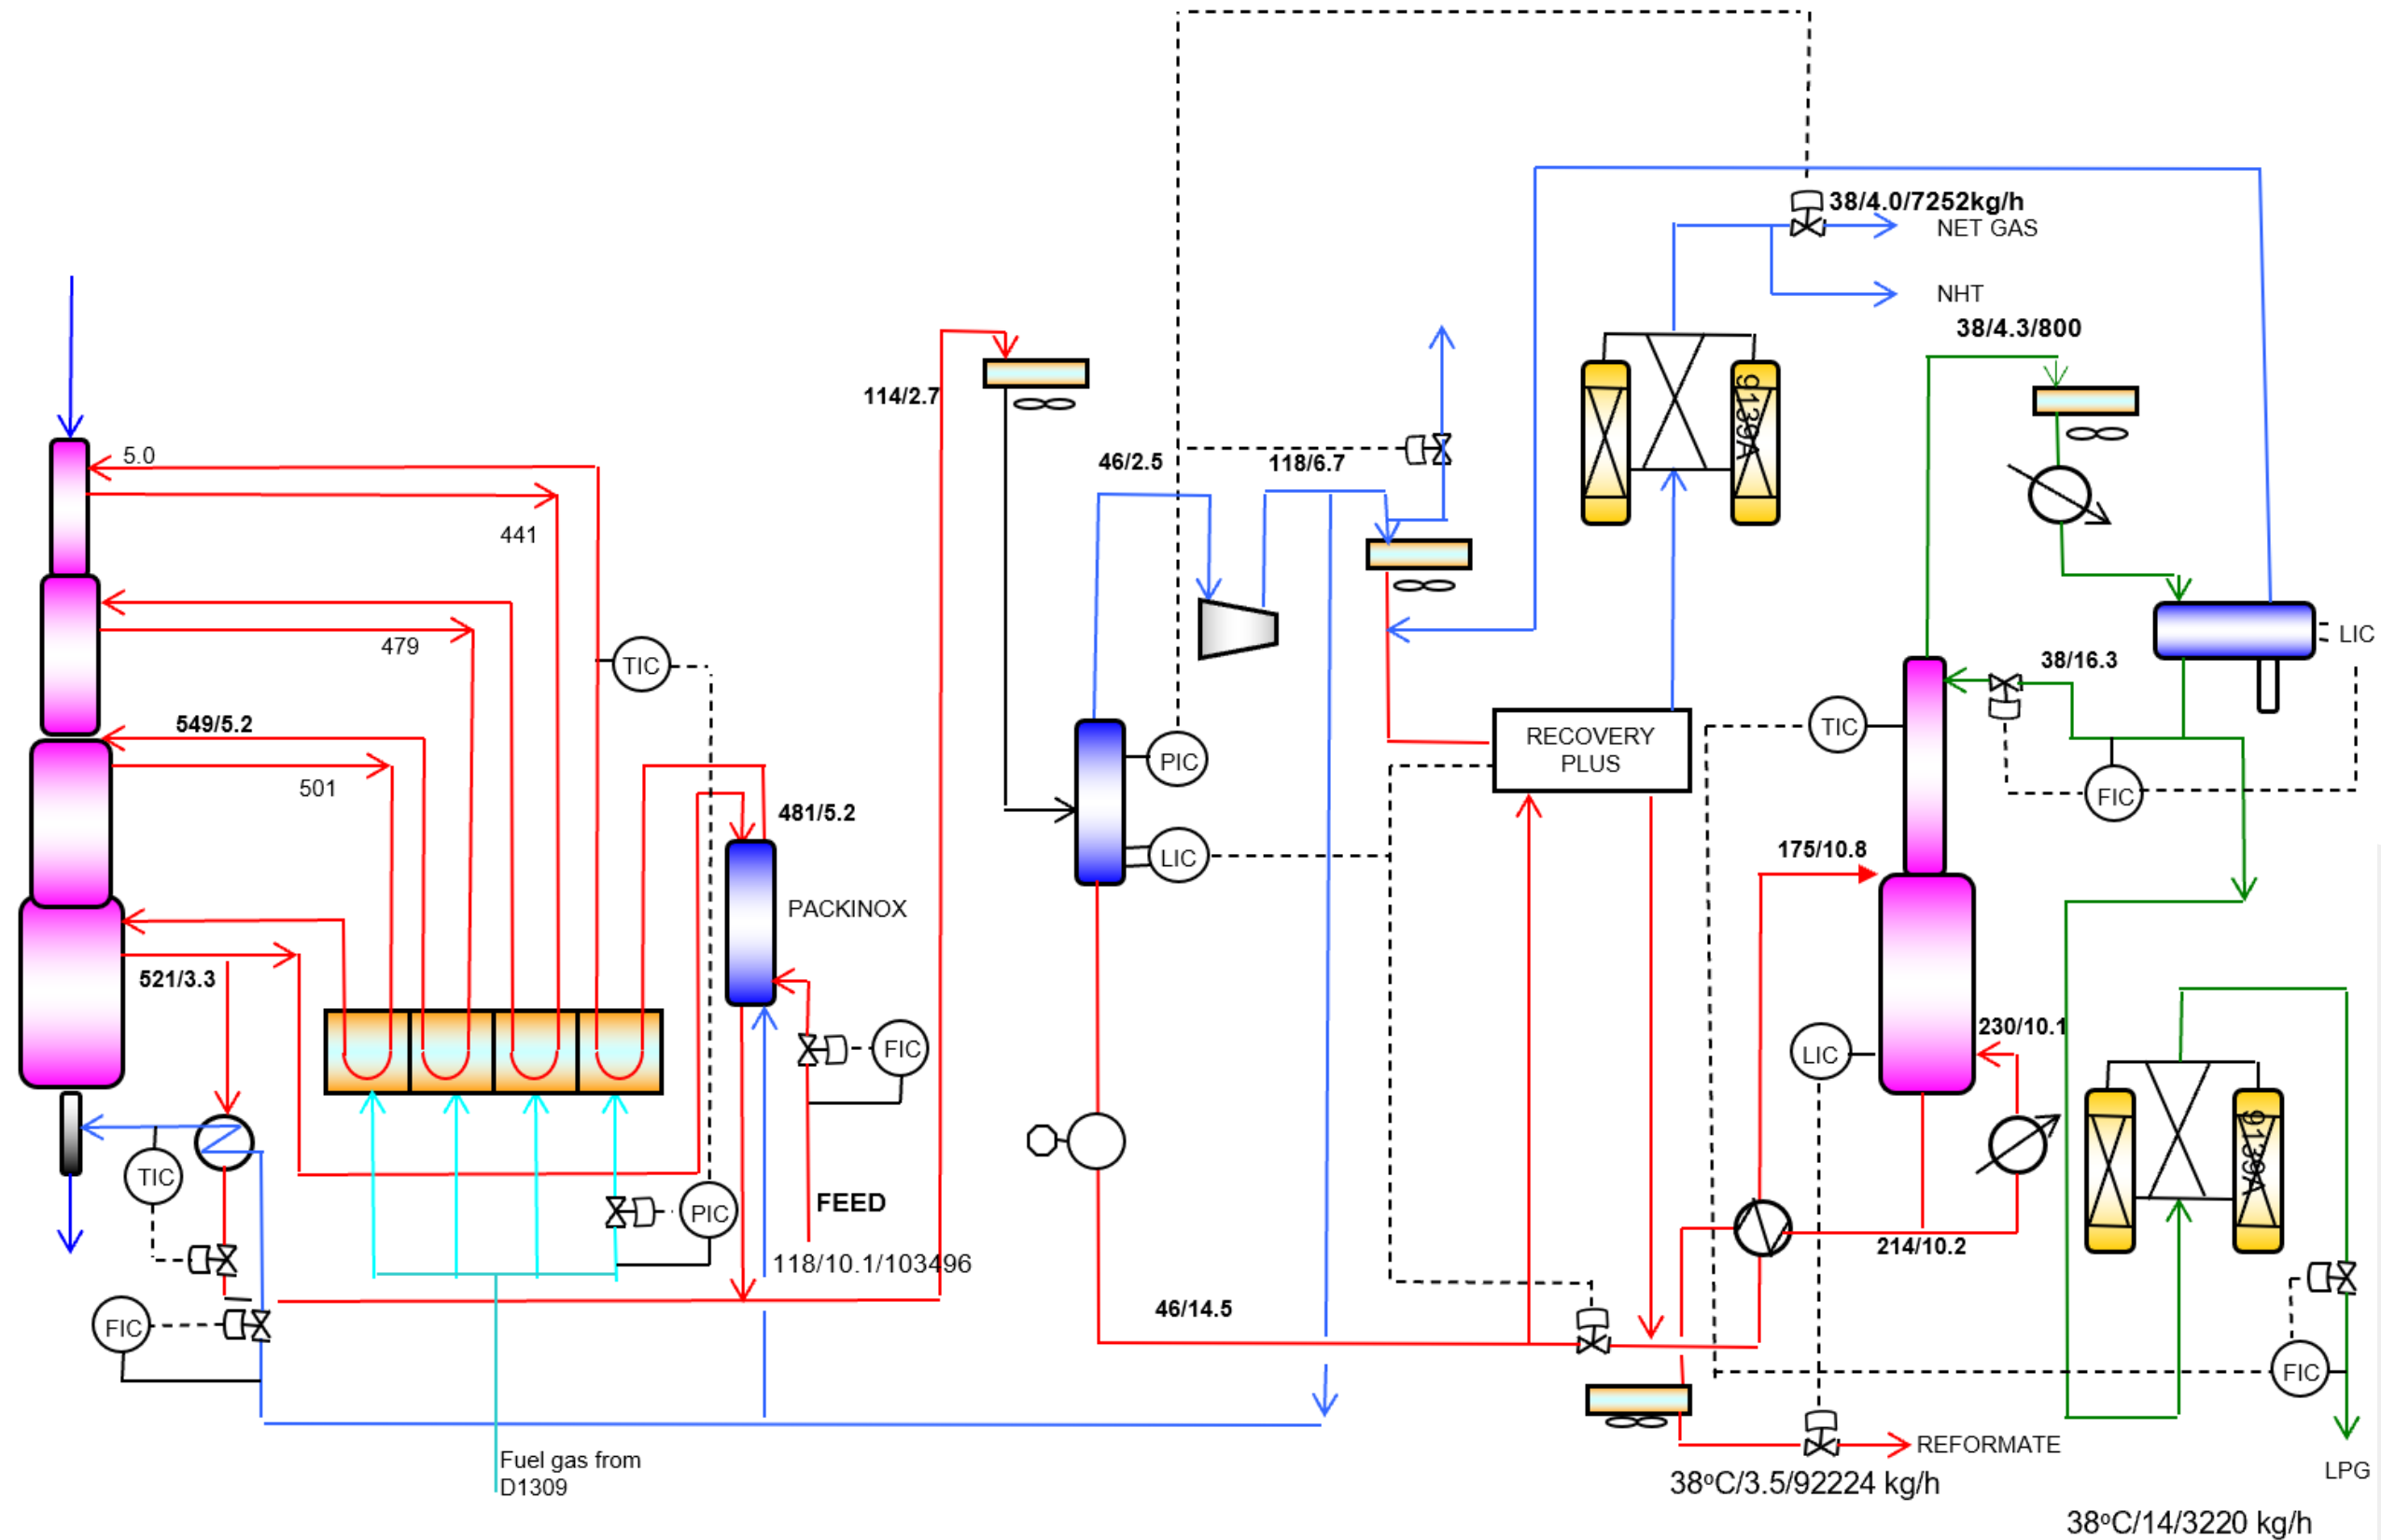 38/4.0/7252kg/h
NET GAS
NHT
38/4.3/800
114/2.7
9139A
5.0
46/2.5
118/6.7
441
479
TIC
LIC
38/16.3
549/5.2
TIC
RECOVERY
PLUS
PIC
501
FIC
481/5.2
LIC
175/10.8
PACKINOX
521/3.3
230/10.1
FIC
LIC
9139A
TIC
FEED
PIC
214/10.2
118/10.1/103496
46/14.5
FIC
FIC
Fuel gas from
D1309
REFORMATE
38°C/3.5/92224 kg/h
LPG
38°C/14/3220 kg/h